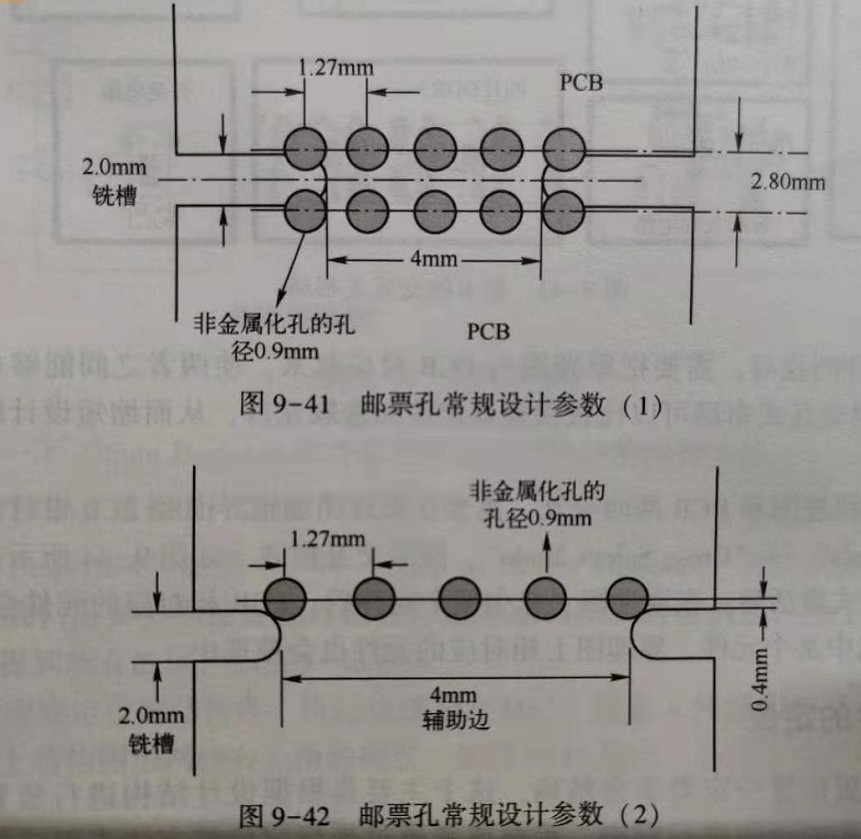 1.27mm
PCB
2.0mm
铣槽
2.80mm
4mm
非金属化孔的孔
径0.9mm
PCB
图 9-41 邮票孔常规设计参数（1）
非金属化孔的
孔径0.9mm
1.27mm
0.4mm
4mm
辅助边
2.0mm
铣槽
图 9-42 邮票孔常规设计参数（2）